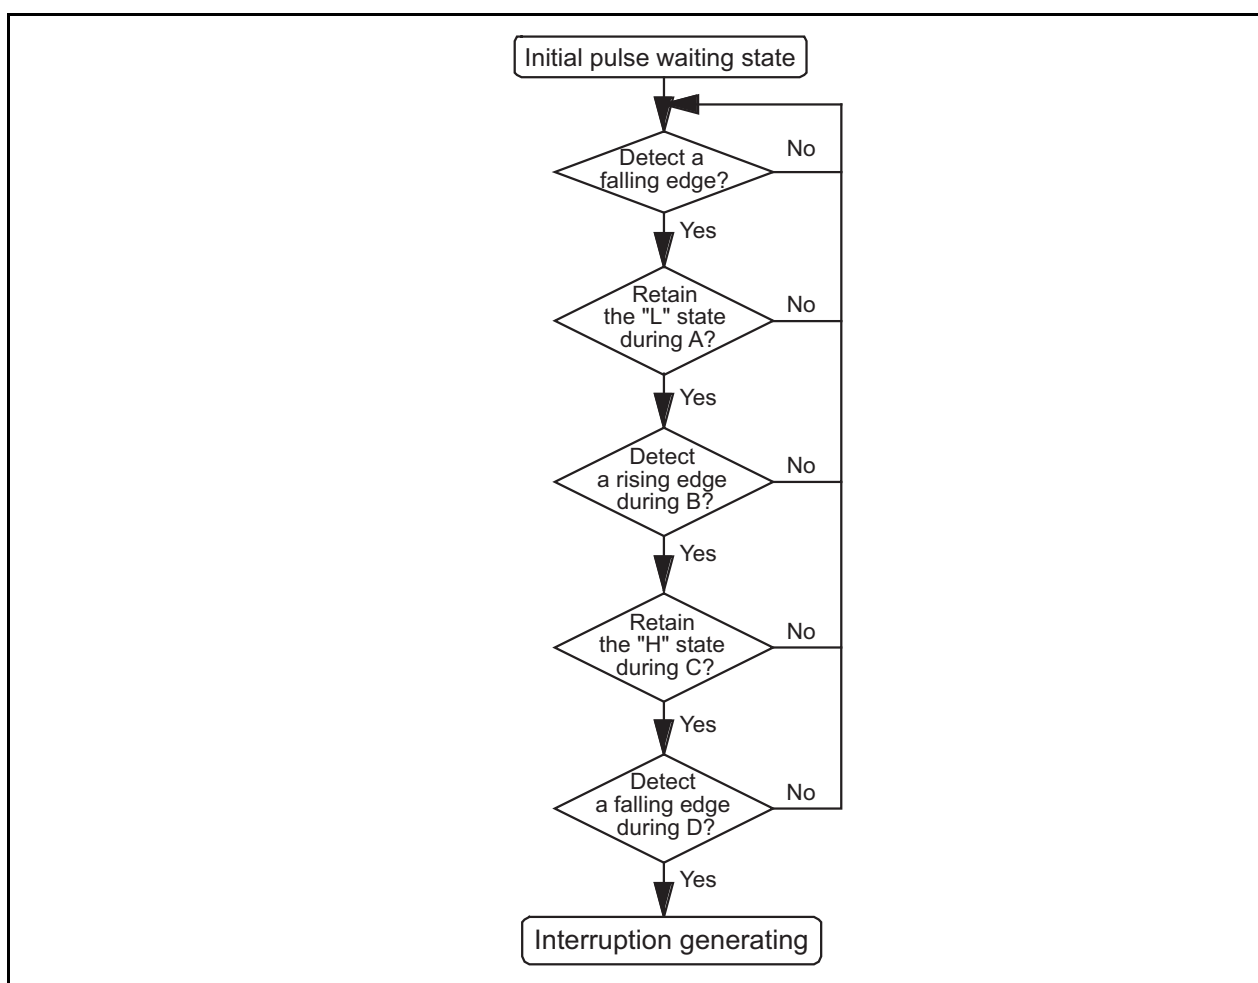 Initial pulse waiting state
Detect a
falling edge?
No
Yes
Retain
the "L" state
during A?
No
Yes
Detect
a rising edge
during B?
No
Yes
Retain
the "H" state
during C?
No
Yes
Detect
a falling edge
during D?
No
Yes
Interruption generating